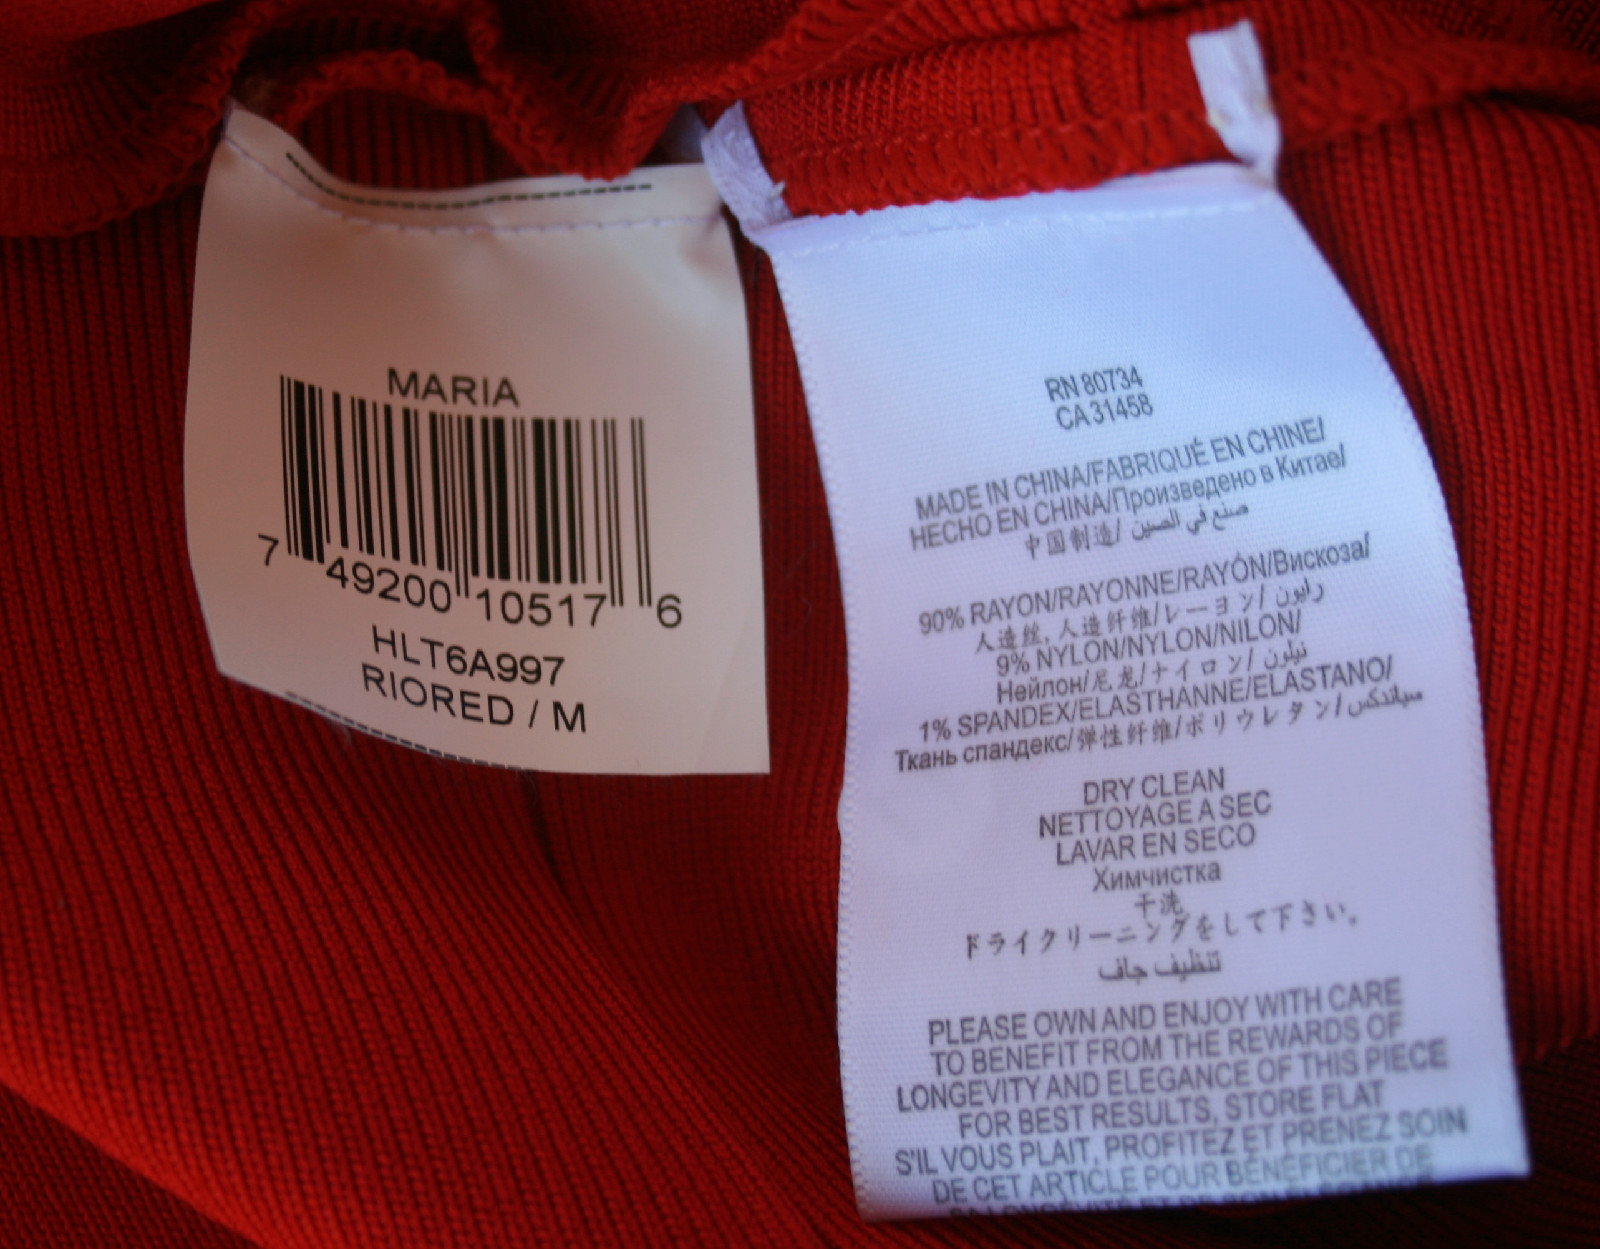 MARIA
7 49200 10517 6
HLT6A997
RIORED / M
RN 80734
CA 31458
MADE IN CHINA/FABRIQUÉ EN CHINE/
HECHO EN CHINA/Произведено в Китае/
中国制造/ صنع في الصين
90% RAYON/RAYONNE/RAYÓN/Вискоза/
人造丝, 人造纤维/レーヨン/ رايون
9% NYLON/NYLON/NILON/
Нейлон/尼龙/ナイロン/ نيلون
1% SPANDEX/ELASTHANNE/ELASTANO/
Ткань спандекс/弹性纤维/ポリウレタン/ سباندكس
DRY CLEAN
NETTOYAGE A SEC
LAVAR EN SECO
Химчистка
干洗
ドライクリーニングをして下さい。
تنظيف جاف
PLEASE OWN AND ENJOY WITH CARE
TO BENEFIT FROM THE REWARDS OF
LONGEVITY AND ELEGANCE OF THIS PIECE
FOR BEST RESULTS, STORE FLAT
S'IL VOUS PLAIT, PROFITEZ ET PRENEZ SOIN
DE CET ARTICLE POUR BÉNÉFICIER DE